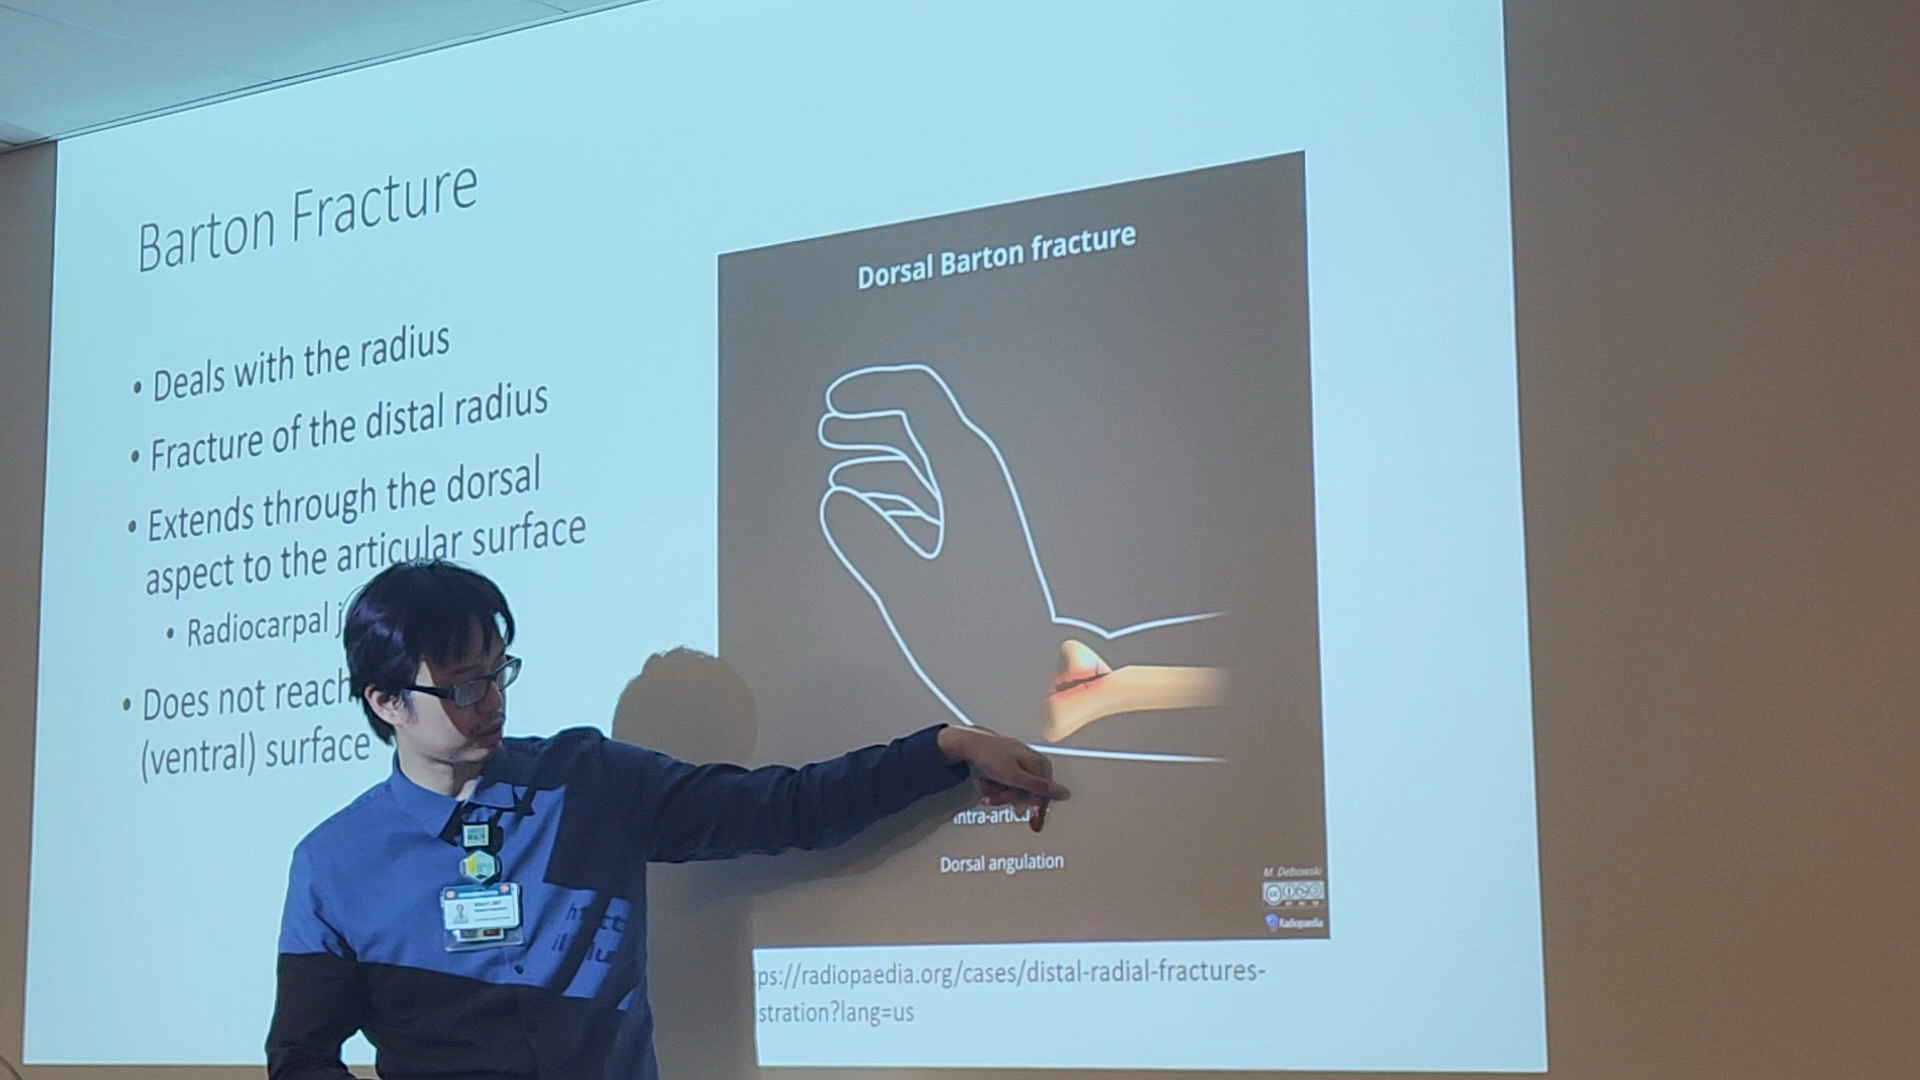 Barton Fracture
• Deals with the radius
• Fracture of the distal radius
• Extends through the dorsal
aspect to the articular surface
• Radiocarpal j
• Does not reach
(ventral) surface
Dorsal Barton fracture
Intra-articu
Dorsal angulation
M. Debowski
cc
Radiopaedia
ps://radiopaedia.org/cases/distal-radial-fractures-
stration?lang=us